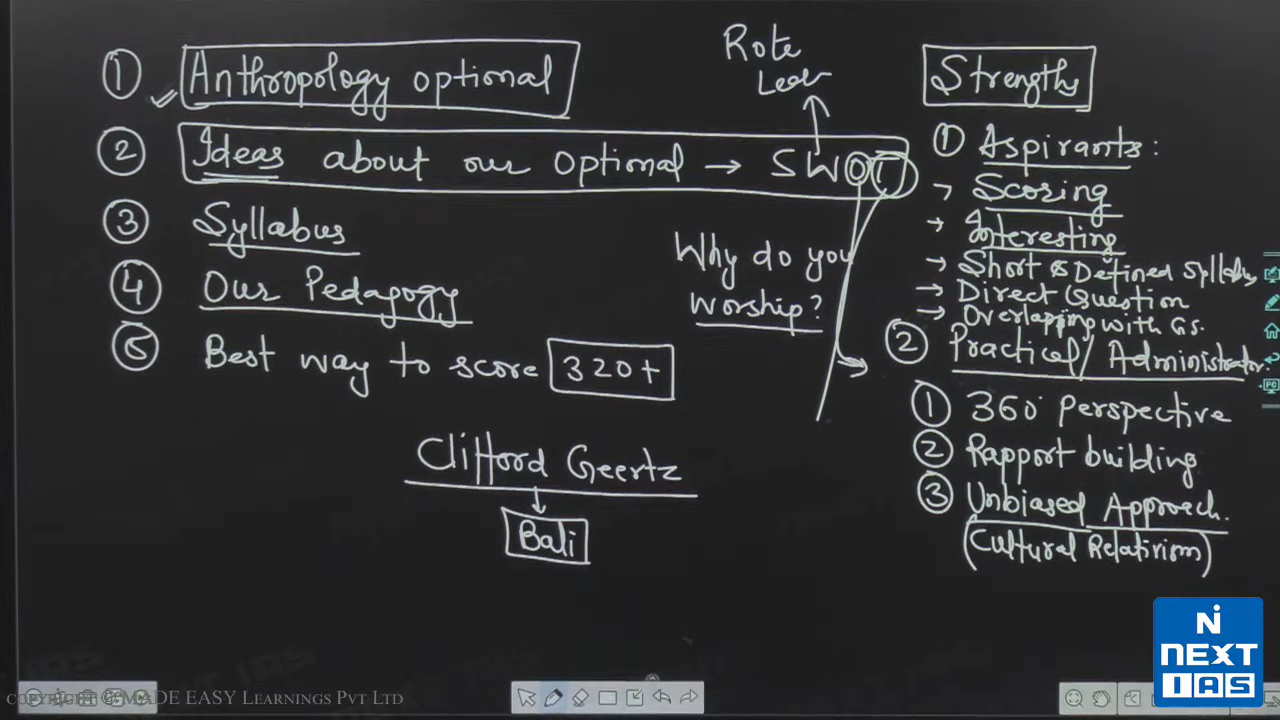 ① Anthropology optional
② Ideas about our Optional → SWOT
③ Syllabus
④ Our Pedagogy
⑤ Best way to score 320+
Clifford Geertz
Bali
Rote
Why do you
worship?
Strengths
① Aspirants:
→ Scoring
→ Interesting
→ Short & Defined Syllabus
→ Direct Question
→ Overlapping with GS.
② Practical/Administrator
① 360° Perspective
② Rapport building
③ Unbiased Approach.
(Cultural Relativism)
NEXT
IAS
COPYRIGHT © MADE EASY LEARNINGS PVT LTD
PC